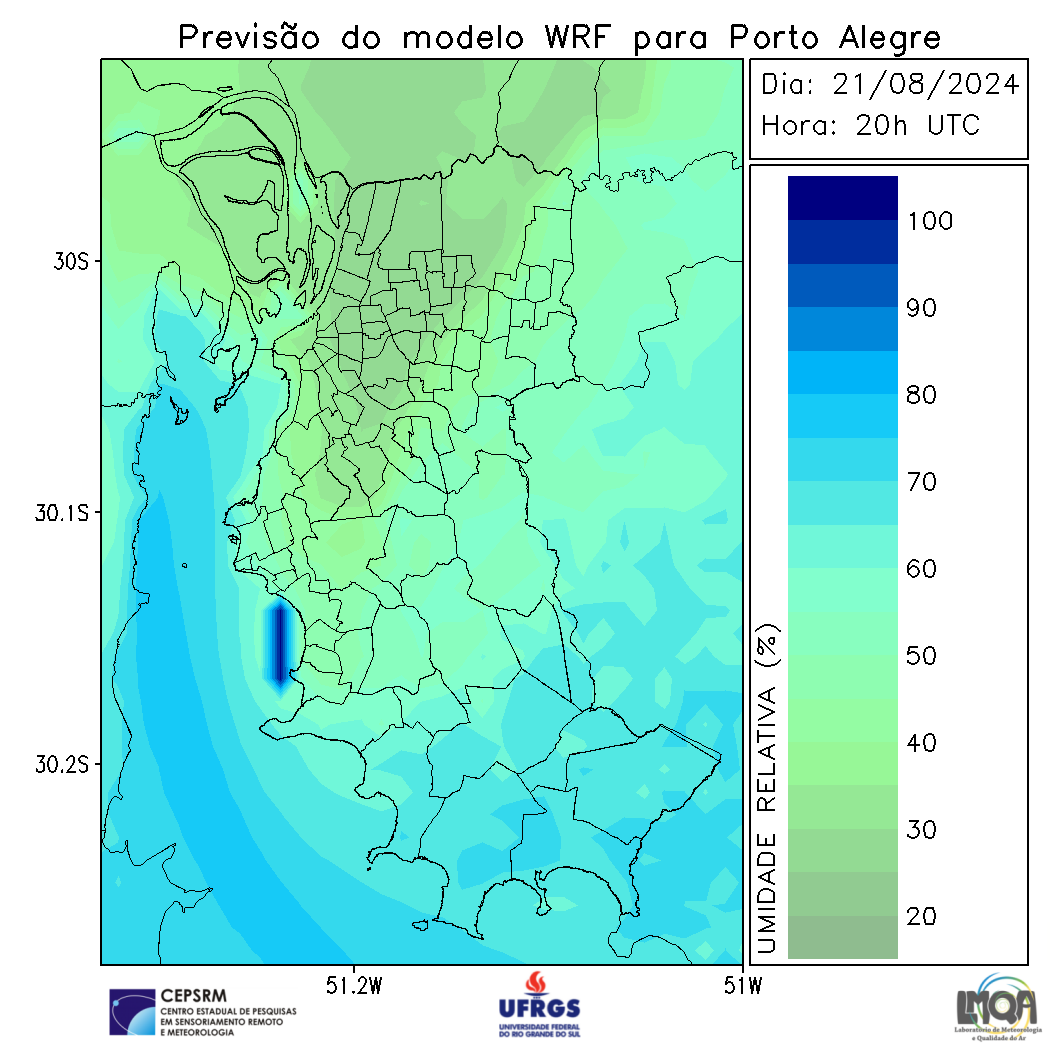 Previsão do modelo WRF para Porto Alegre
Dia: 21/08/2024
Hora: 20h UTC
30S
30.1S
30.2S
51.2W
51W
100
90
80
70
60
50
40
30
20
UMIDADE RELATIVA (%)
CEPSRM
CENTRO ESTADUAL DE PESQUISAS
EM SENSORIAMENTO REMOTO
E METEOROLOGIA
UFRGS
UNIVERSIDADE FEDERAL
DO RIO GRANDE DO SUL
LMQA
Laboratório de Meteorologia
e Qualidade do Ar